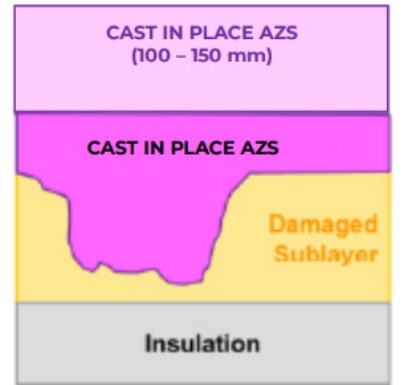 CAST IN PLACE AZS
(100 – 150 mm)
CAST IN PLACE AZS
Damaged
Sublayer
Insulation